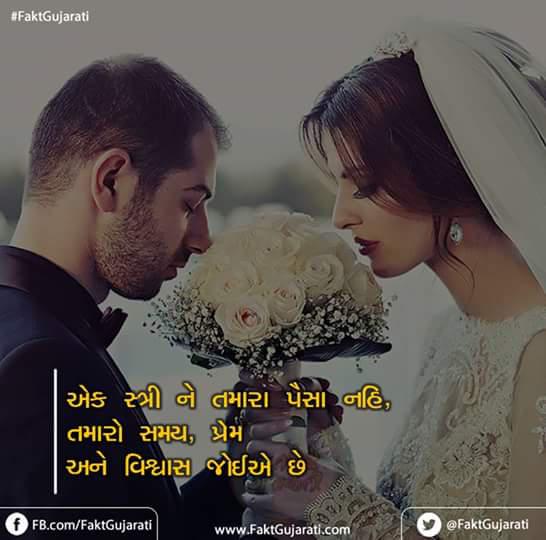 #FaktGujarati
એક સ્ત્રી ને તમારા પૈસા નહિ,
તમારો સમય, પ્રેમ
અને વિશ્વાસ જોઈએ છે
FB.com/FaktGujarati
www.FaktGujarati.com
@FaktGujarati